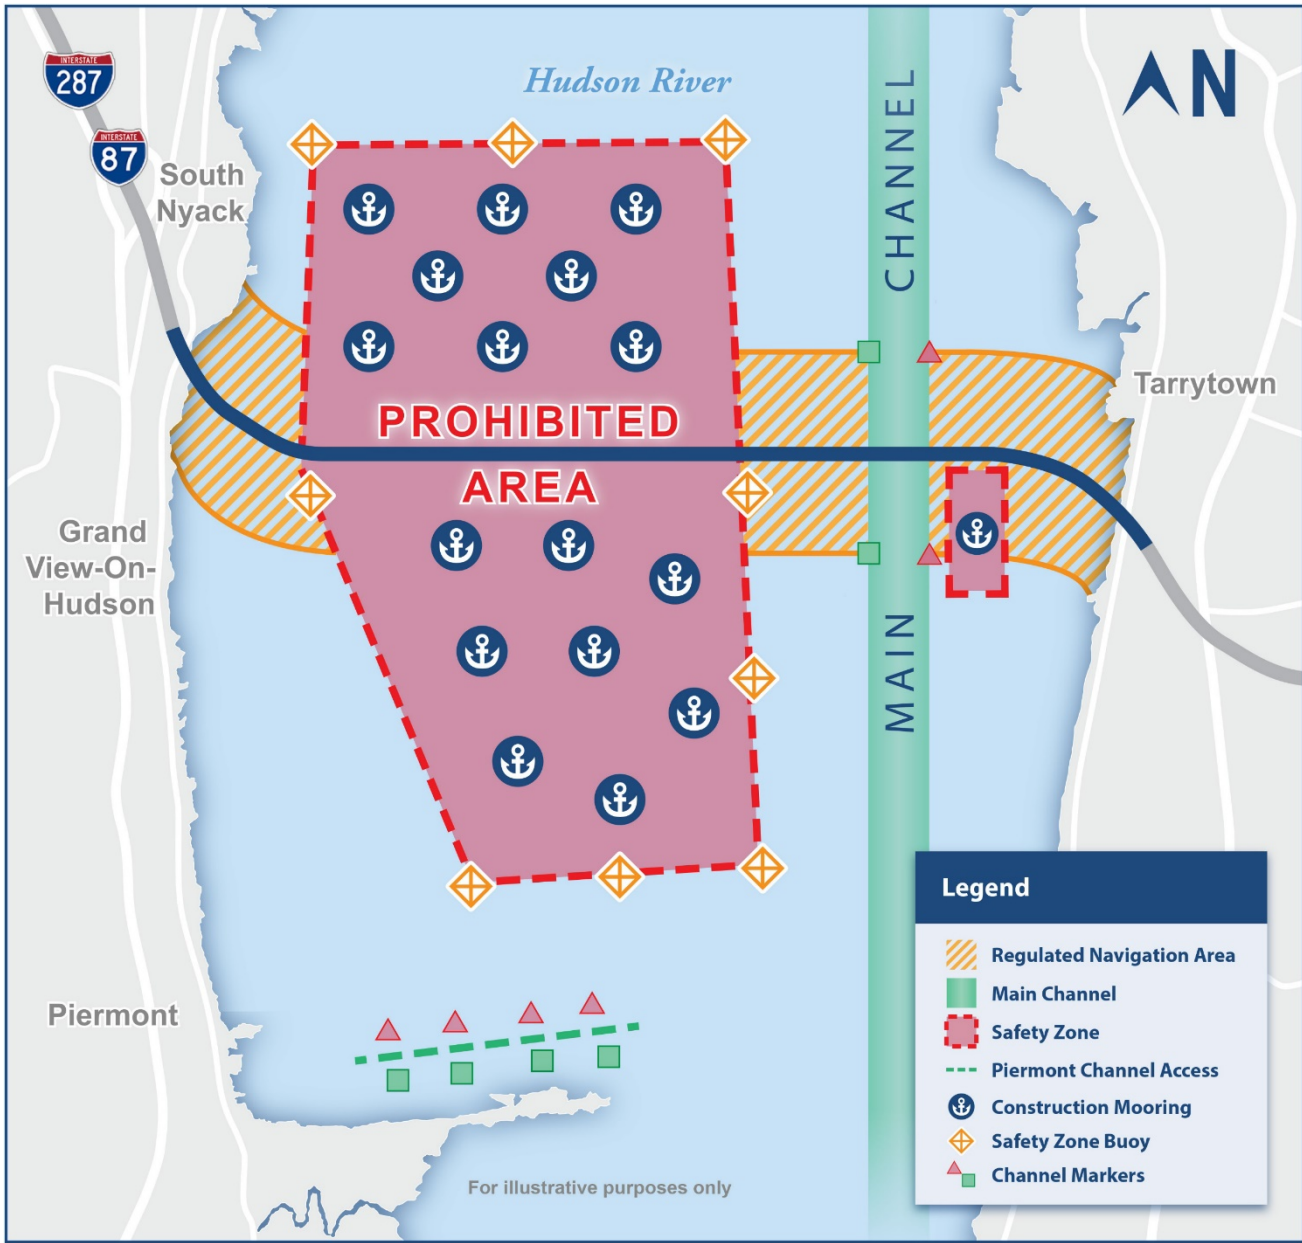 Hudson River
N
INTERSTATE
287
INTERSTATE
87
South
Nyack
MAIN CHANNEL
PROHIBITED
AREA
Tarrytown
Grand
View-On-
Hudson
Piermont
Legend
Regulated Navigation Area
Main Channel
Safety Zone
Piermont Channel Access
Construction Mooring
Safety Zone Buoy
Channel Markers
For illustrative purposes only